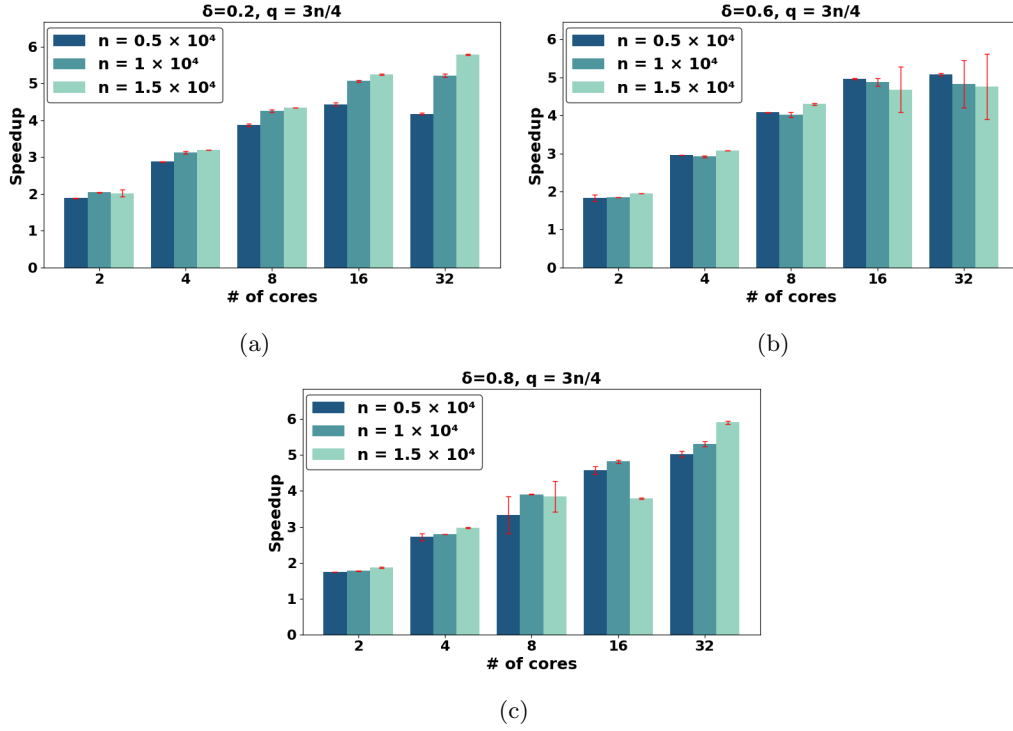 δ=0.2, q = 3n/4
n = 0.5 × 10⁴
n = 1 × 10⁴
n = 1.5 × 10⁴
Speedup
6
5
4
3
2
1
0
2 4 8 16 32
# of cores
(a)
δ=0.6, q = 3n/4
n = 0.5 × 10⁴
n = 1 × 10⁴
n = 1.5 × 10⁴
Speedup
6
5
4
3
2
1
0
2 4 8 16 32
# of cores
(b)
δ=0.8, q = 3n/4
n = 0.5 × 10⁴
n = 1 × 10⁴
n = 1.5 × 10⁴
Speedup
6
5
4
3
2
1
0
2 4 8 16 32
# of cores
(c)